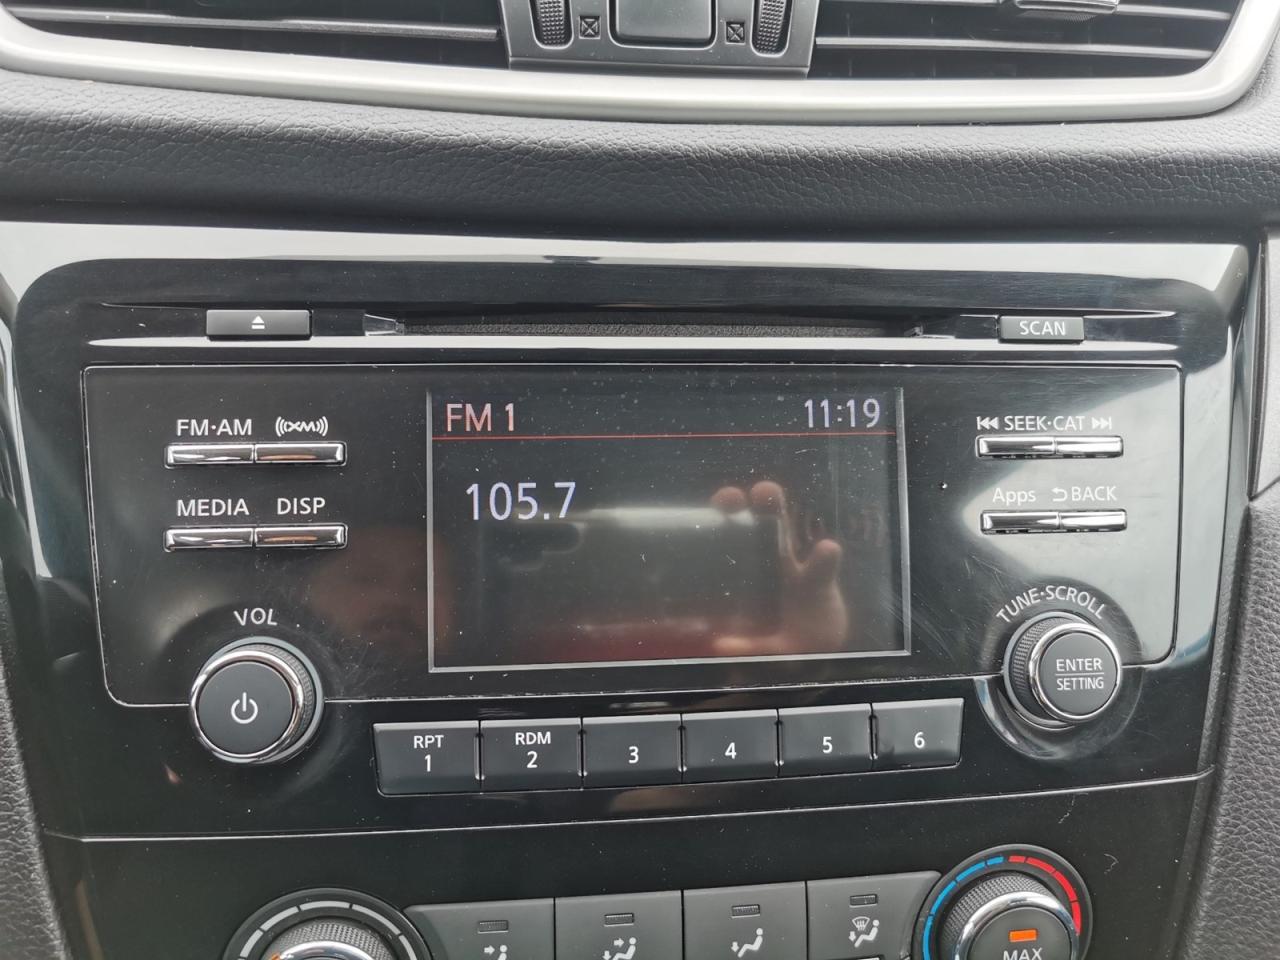 SCAN
FM·AM
((XM))
FM 1
11:19
SEEK·CAT
MEDIA
DISP
105.7
Apps
BACK
VOL
TUNE·SCROLL
ENTER
SETTING
RPT
1
RDM
2
3
4
5
6
MAX